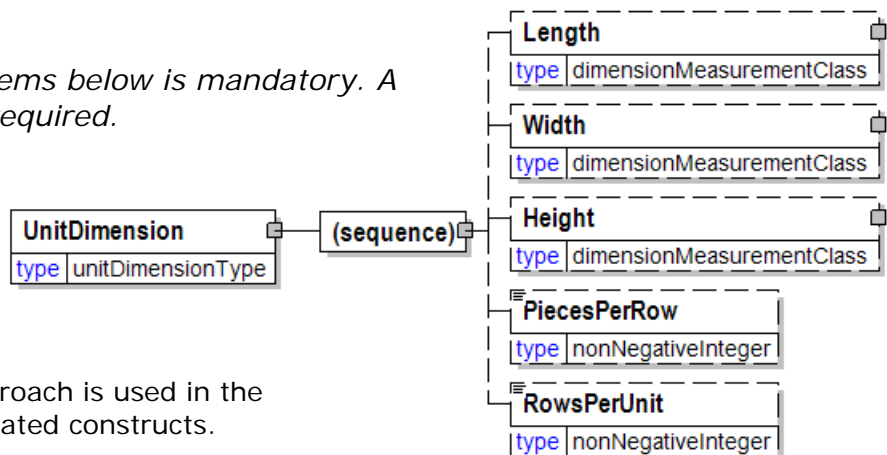 ems below is mandatory. A
equired.
UnitDimension
type unitDimensionType
(sequence)
Length
type dimensionMeasurementClass
Width
type dimensionMeasurementClass
Height
type dimensionMeasurementClass
PiecesPerRow
type nonNegativeInteger
RowsPerUnit
type nonNegativeInteger
roach is used in the
ated constructs.